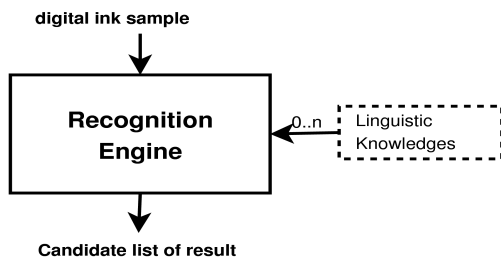 digital ink sample
Recognition
Engine
0..n
Linguistic
Knowledges
Candidate list of result